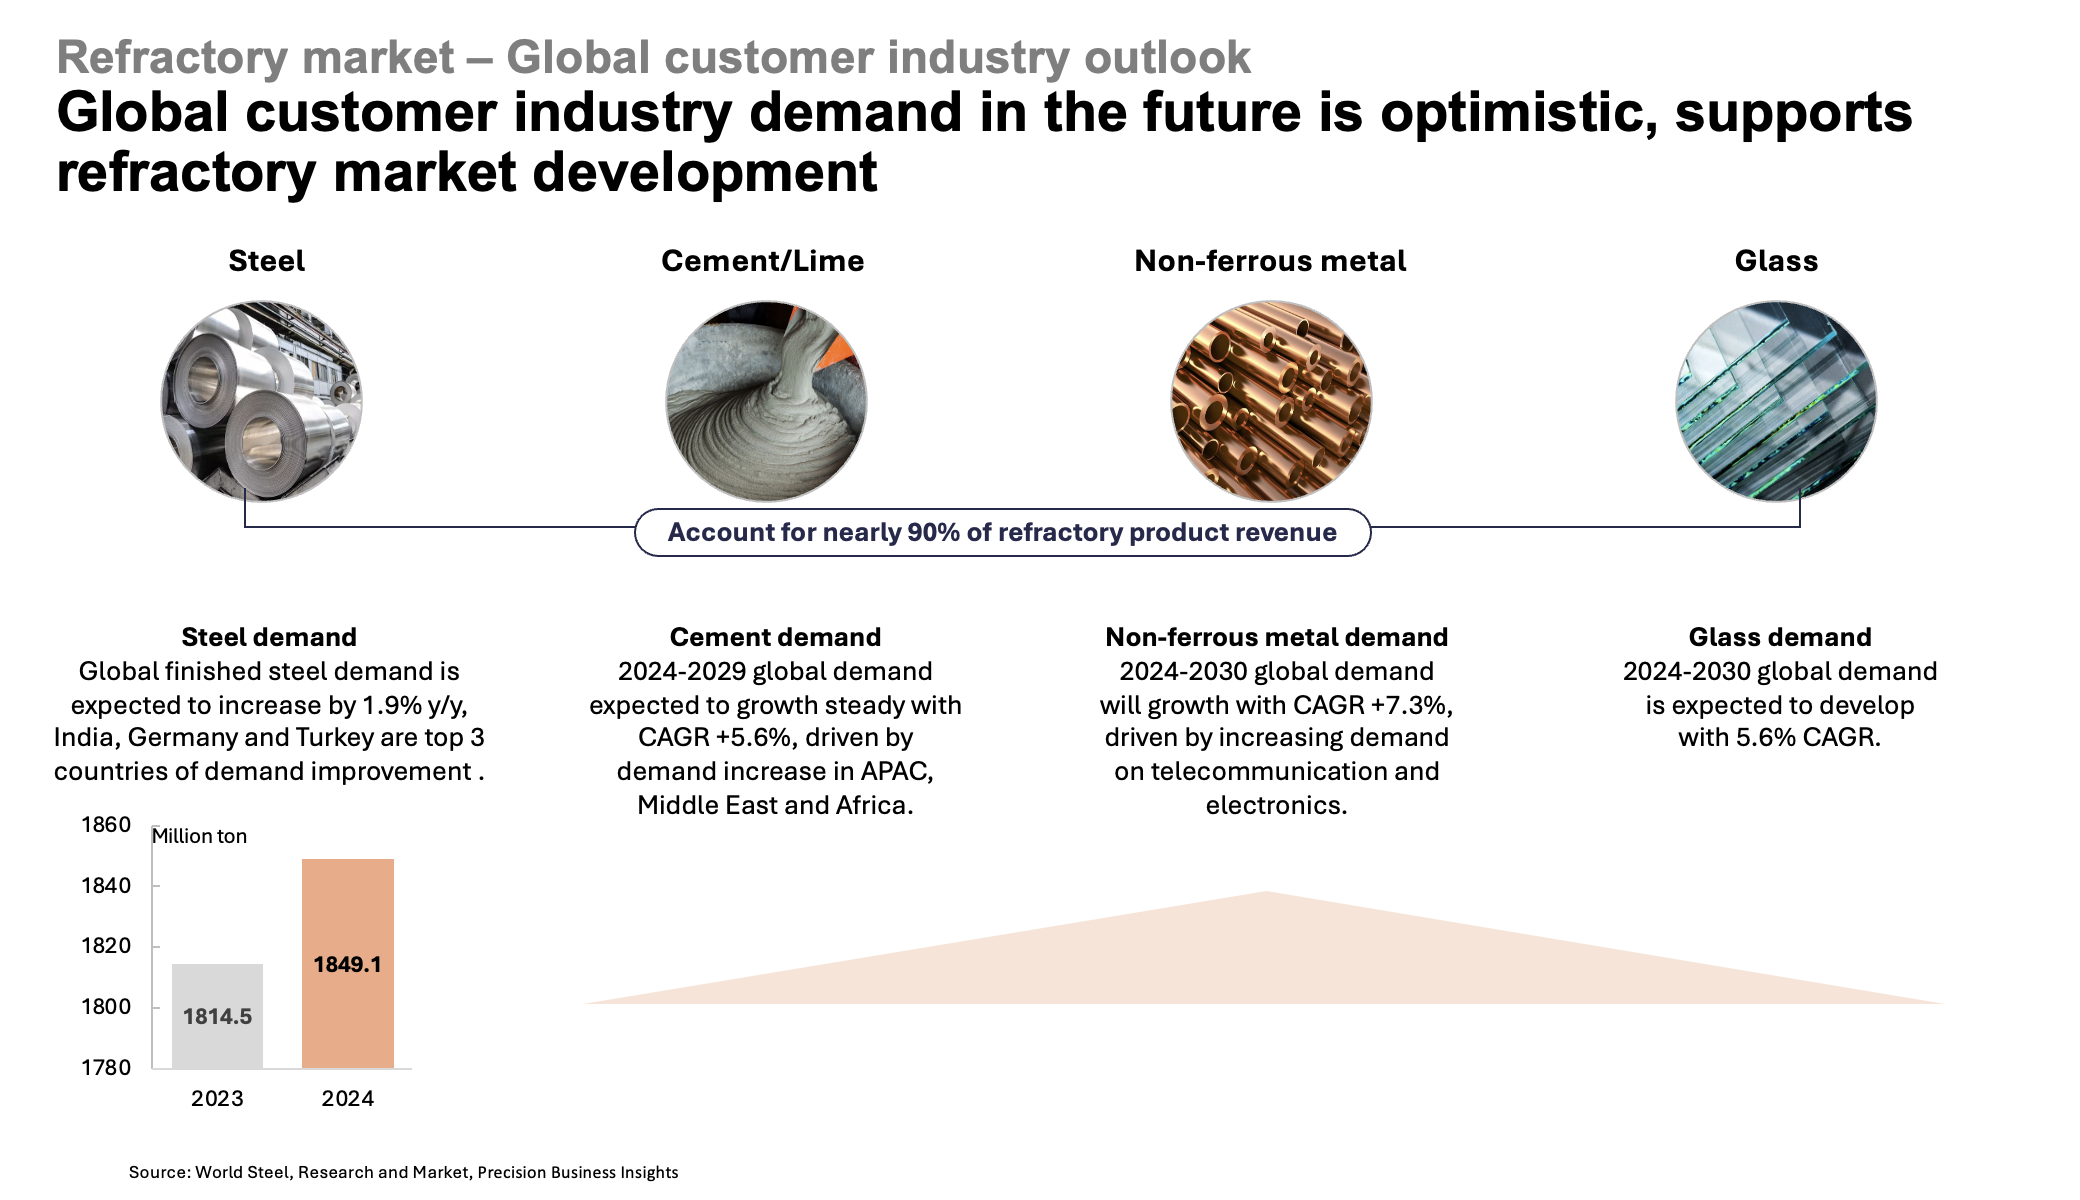 Refractory market – Global customer industry outlook
Global customer industry demand in the future is optimistic, supports
refractory market development
Steel
Cement/Lime
Non-ferrous metal
Glass
Account for nearly 90% of refractory product revenue
Steel demand
Global finished steel demand is
expected to increase by 1.9% y/y,
India, Germany and Turkey are top 3
countries of demand improvement .
Cement demand
2024-2029 global demand
expected to growth steady with
CAGR +5.6%, driven by
demand increase in APAC,
Middle East and Africa.
Non-ferrous metal demand
2024-2030 global demand
will growth with CAGR +7.3%,
driven by increasing demand
on telecommunication and
electronics.
Glass demand
2024-2030 global demand
is expected to develop
with 5.6% CAGR.
Million ton
1860
1840
1820
1800
1780
1814.5
1849.1
2023
2024
Source: World Steel, Research and Market, Precision Business Insights